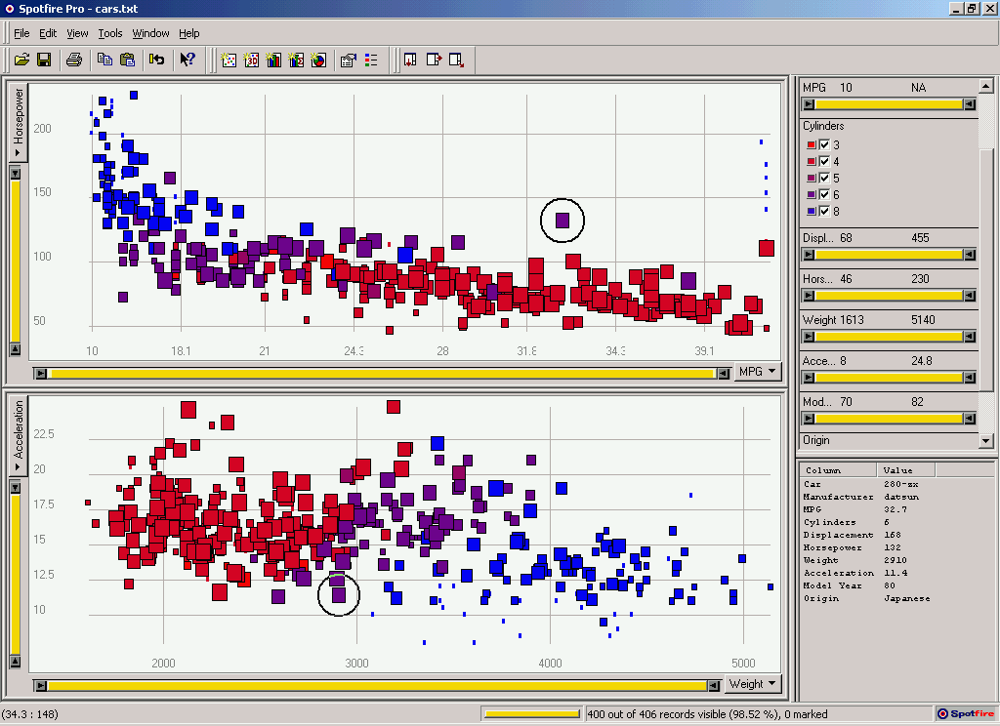 Spotfire Pro - cars.txt
File Edit View Tools Window Help
Horsepower
200
150
100
50
10 18.1 21 24.3 28 31.6 34.3 39.1
MPG
Acceleration
22.5
20
17.5
15
12.5
10
2000 3000 4000 5000
Weight
MPG 10 NA
Cylinders
3
4
5
6
8
Displ... 68 455
Hors... 46 230
Weight 1613 5140
Acce... 8 24.8
Mod... 70 82
Origin
Column Value
Car 280-zx
Manufacturer datsun
MPG 32.7
Cylinders 6
Displacement 168
Horsepower 132
Weight 2910
Acceleration 11.4
Model Year 80
Origin Japanese
(34.3 : 148)
400 out of 406 records visible (98.52 %), 0 marked
Spotfire